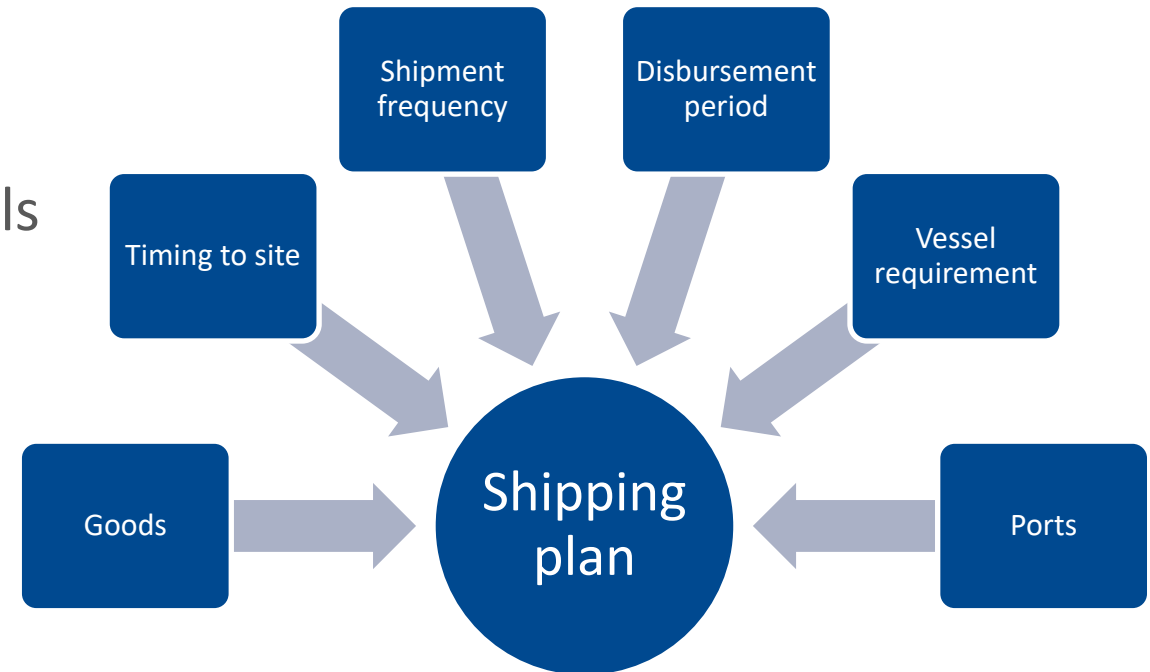 Shipment
frequency
Disbursement
period
ls
Timing to site
Vessel
requirement
Goods
Shipping
plan
Ports